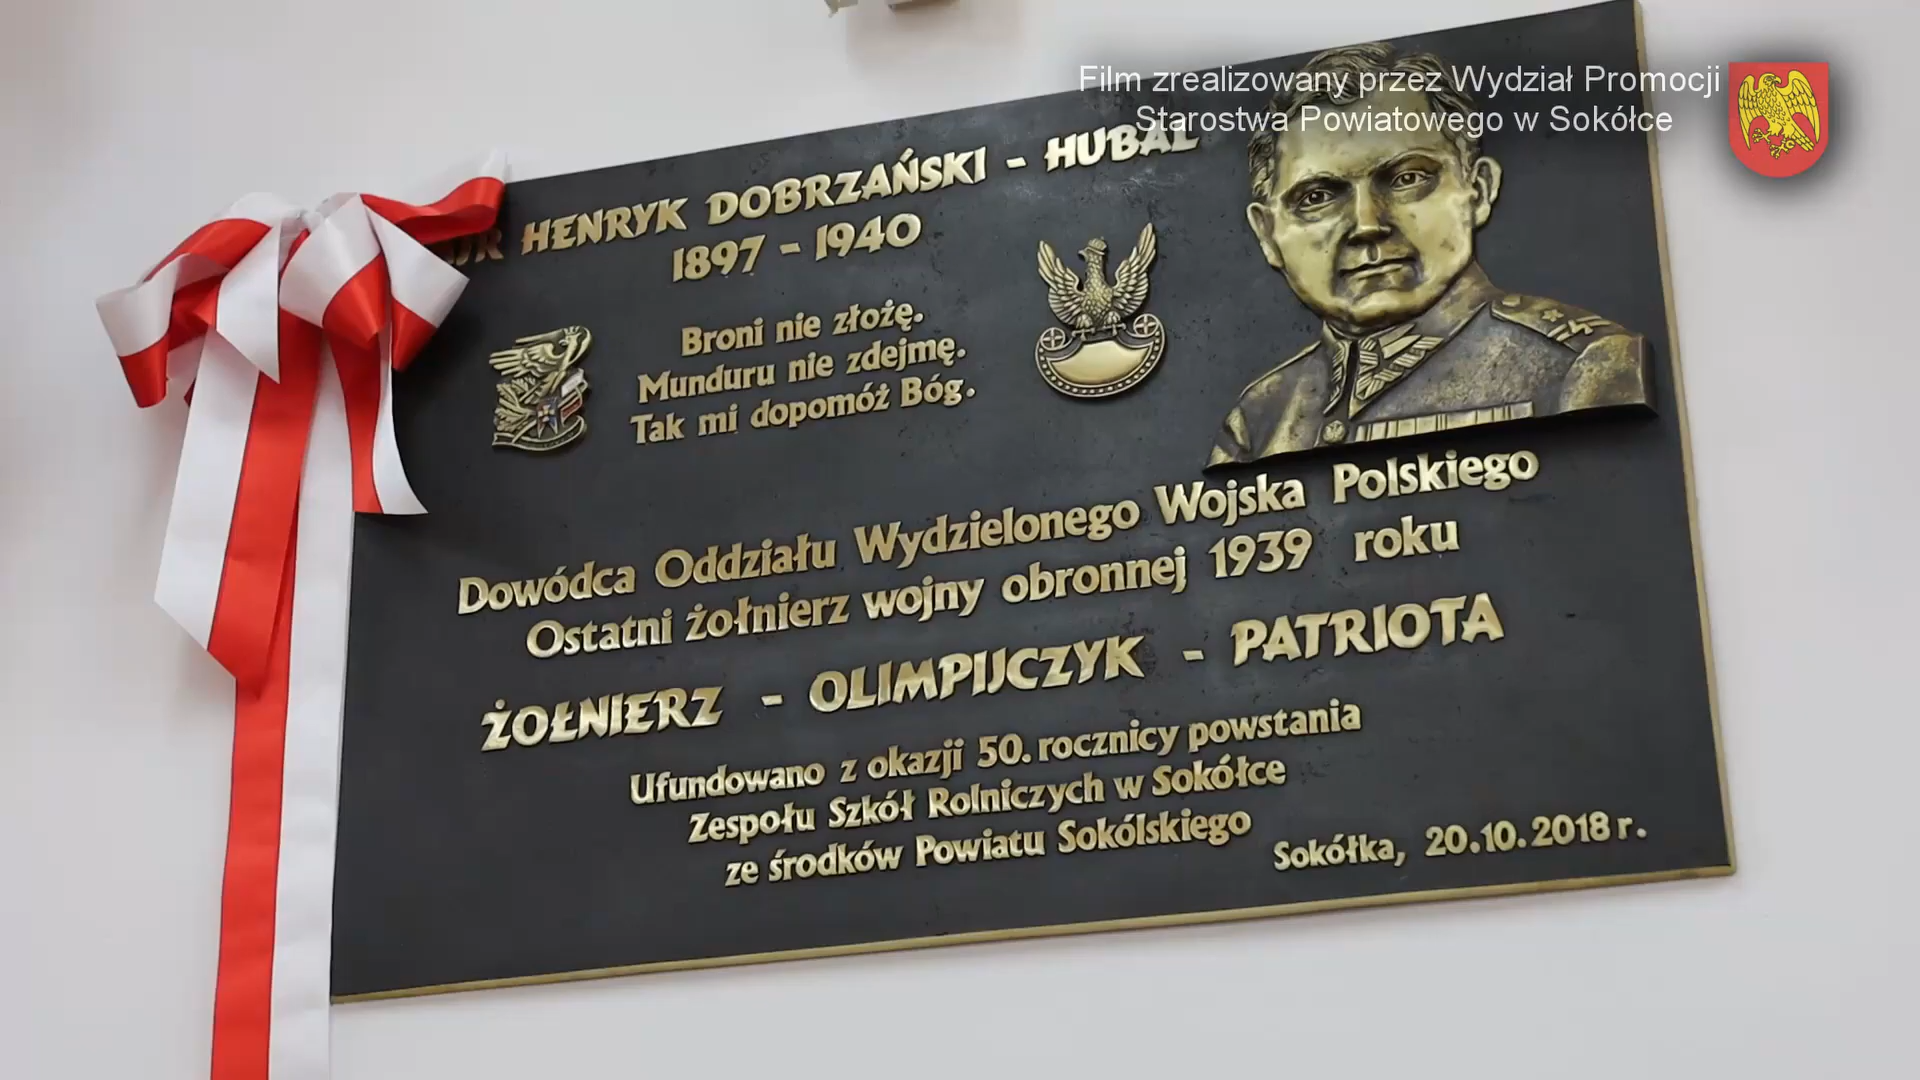 Film zrealizowany przez Wydział Promocji
Starostwa Powiatowego w Sokółce
HENRYK DOBRZAŃSKI - HUBAL
1897 - 1940
Broni nie złożę.
Munduru nie zdejmę.
Tak mi dopomóż Bóg.
Dowódca Oddziału Wydzielonego Wojska Polskiego
Ostatni żołnierz wojny obronnej 1939 roku
ŻOŁNIERZ - OLIMPIJCZYK - PATRIOTA
Ufundowano z okazji 50. rocznicy powstania
Zespołu Szkół Rolniczych w Sokółce
ze środków Powiatu Sokólskiego
Sokółka, 20.10.2018 r.